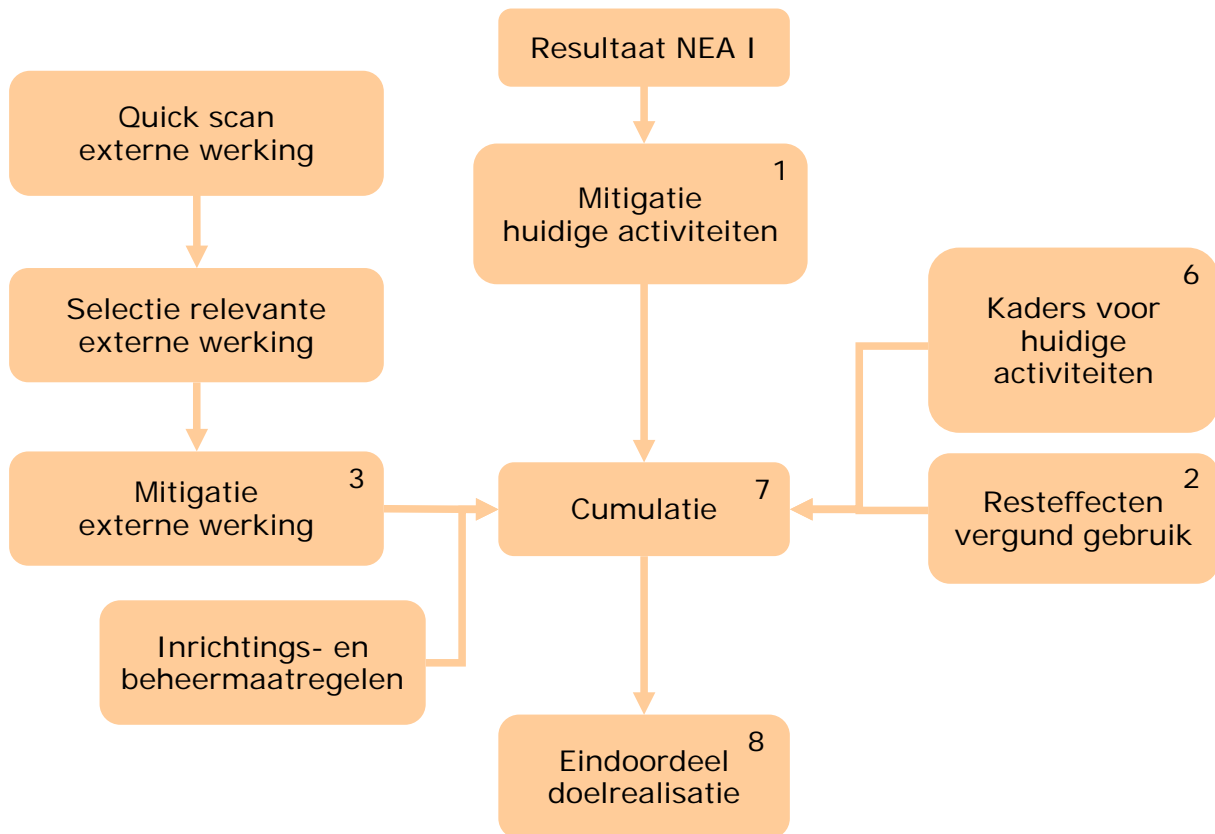 Resultaat NEA I
Quick scan
externe werking
1
Mitigatie
huidige activiteiten
Selectie relevante
externe werking
6
Kaders voor
huidige
activiteiten
3
Mitigatie
externe werking
7
Cumulatie
2
Resteffecten
vergund gebruik
Inrichtings- en
beheermaatregelen
8
Eindoordeel
doelrealisatie